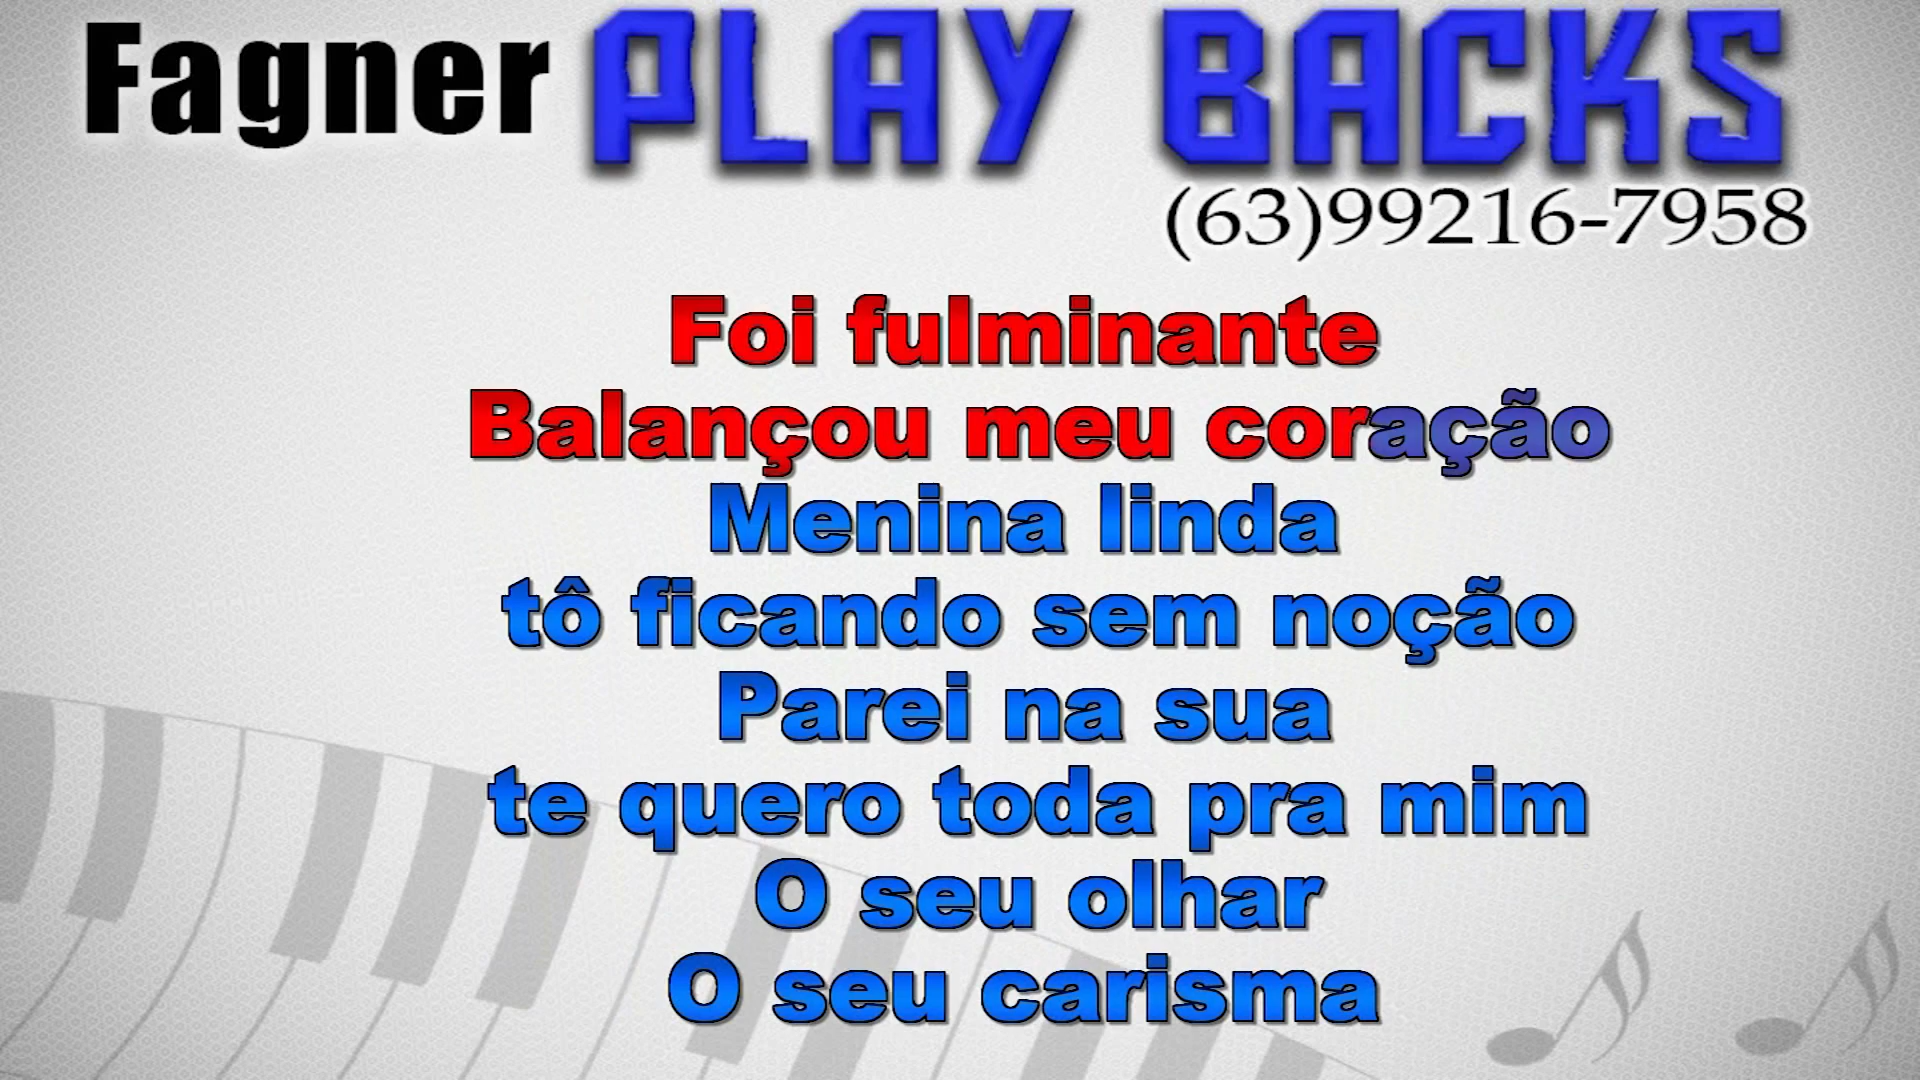 Fagner PLAY BACKS
(63)99216-7958
Foi fulminante
Balançou meu coração
Menina linda
tô ficando sem noção
Parei na sua
te quero toda pra mim
O seu olhar
O seu carisma